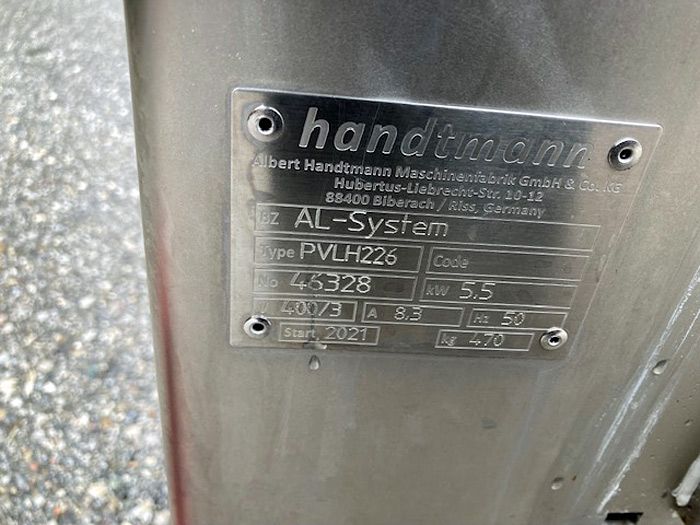 handtmann
Albert Handtmann Maschinenfabrik GmbH & Co. KG
Hubertus-Liebrecht-Str. 10-12
88400 Biberach / Riss, Germany
BZ AL-System
Type PVLH226 Code
No 46328 kW 5.5
V 400/3 A 8.3 Hz 50
Start 2021 kg 470